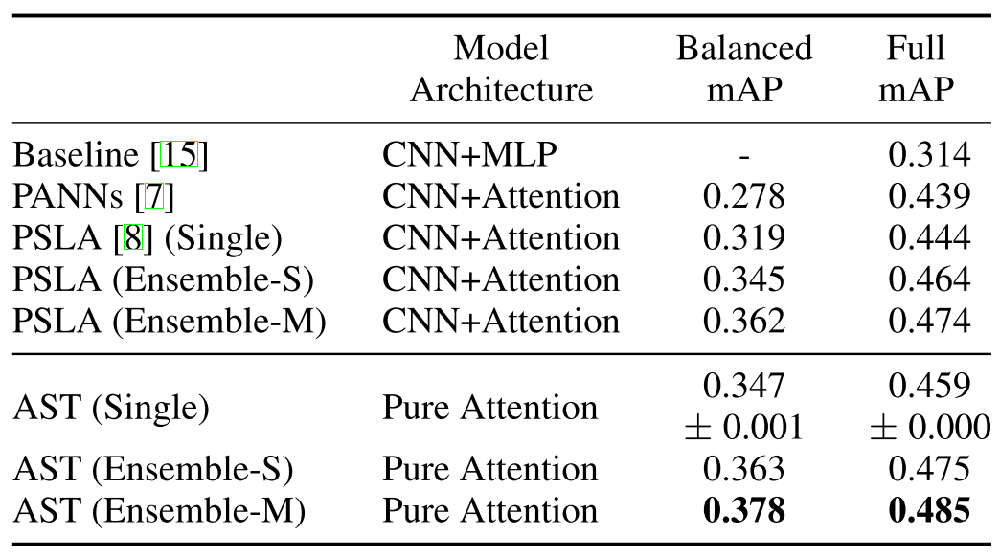 Model Architecture Balanced mAP Full mAP
Baseline [15] CNN+MLP - 0.314
PANNs [7] CNN+Attention 0.278 0.439
PSLA [8] (Single) CNN+Attention 0.319 0.444
PSLA (Ensemble-S) CNN+Attention 0.345 0.464
PSLA (Ensemble-M) CNN+Attention 0.362 0.474
AST (Single) Pure Attention 0.347 ± 0.001 0.459 ± 0.000
AST (Ensemble-S) Pure Attention 0.363 0.475
AST (Ensemble-M) Pure Attention 0.378 0.485